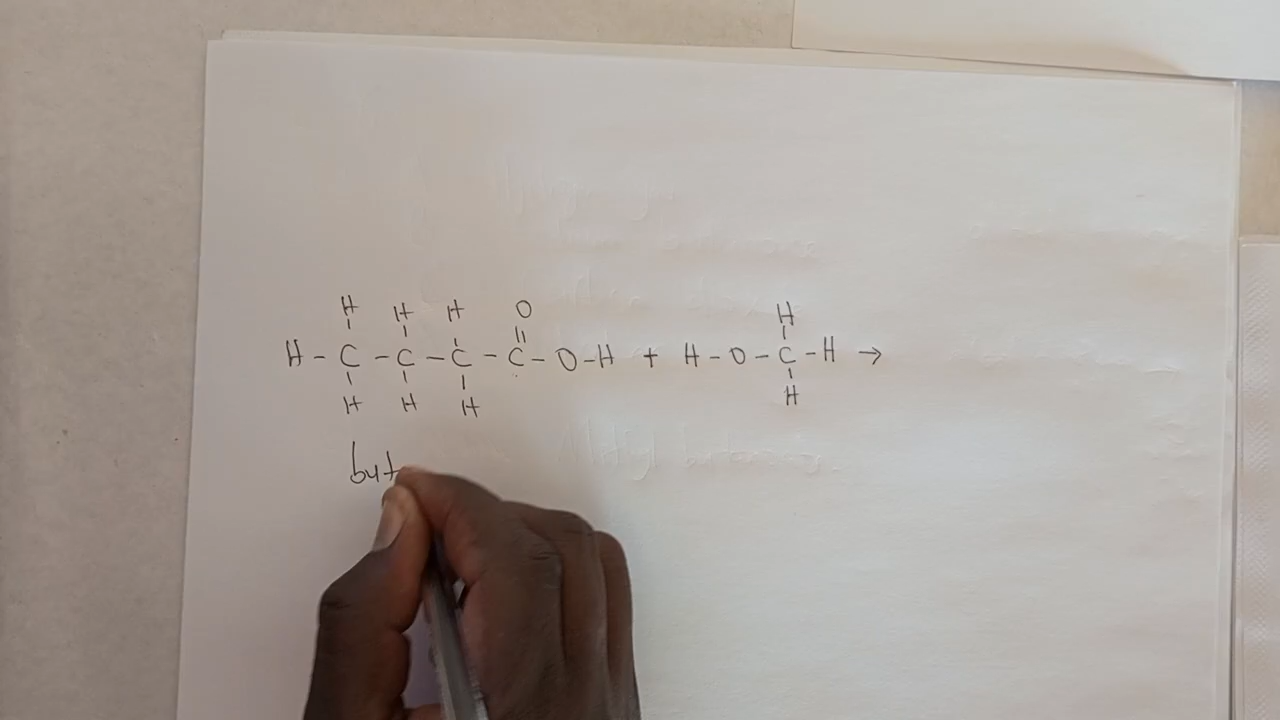 H H H O H
H - C - C - C - C - O - H + H - O - C - H →
H H H H
but